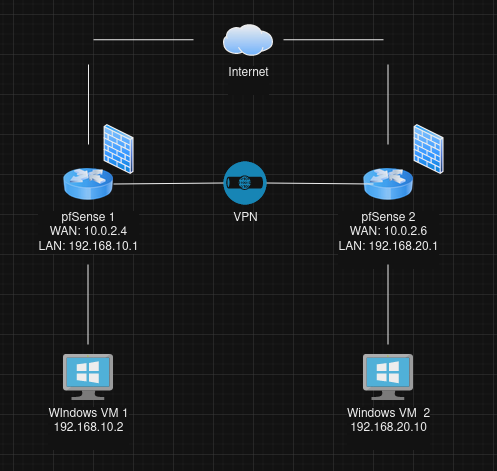 Internet
VPN
pfSense 1
WAN: 10.0.2.4
LAN: 192.168.10.1
pfSense 2
WAN: 10.0.2.6
LAN: 192.168.20.1
WIndows VM 1
192.168.10.2
Windows VM  2
192.168.20.10